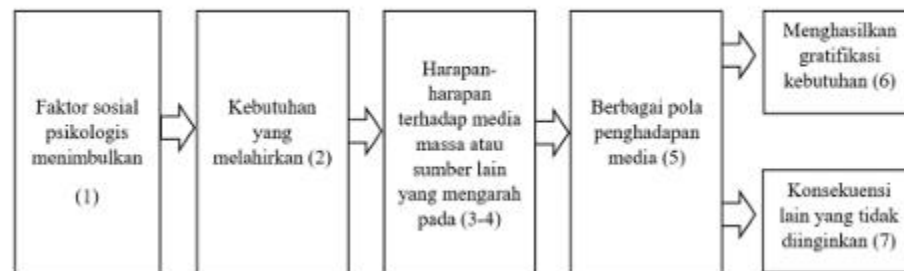 Faktor sosial
psikologis
menimbulkan
(1)
Kebutuhan
yang
melahirkan (2)
Harapan-
harapan
terhadap media
massa atau
sumber lain
yang mengarah
pada (3-4)
Berbagai pola
penghadapan
media (5)
Menghasilkan
gratifikasi
kebutuhan (6)
Konsekuensi
lain yang tidak
diinginkan (7)